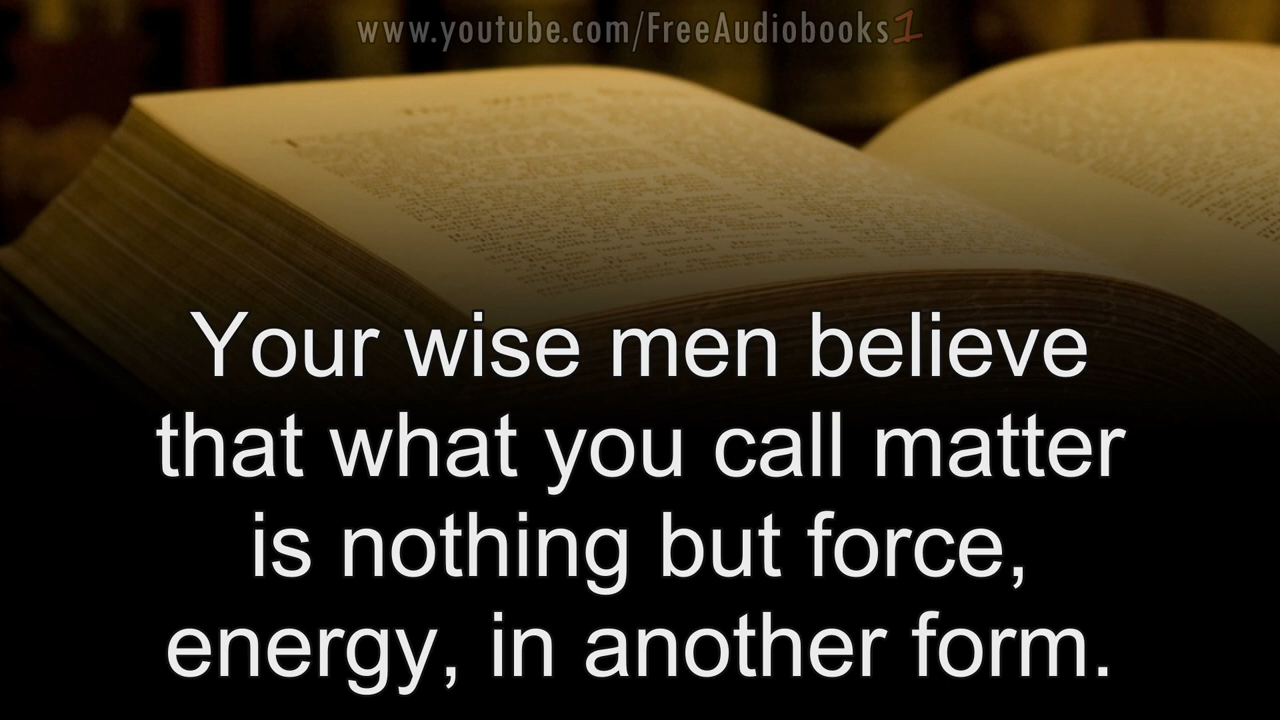 www.youtube.com/FreeAudiobooks1
Your wise men believe
that what you call matter
is nothing but force,
energy, in another form.